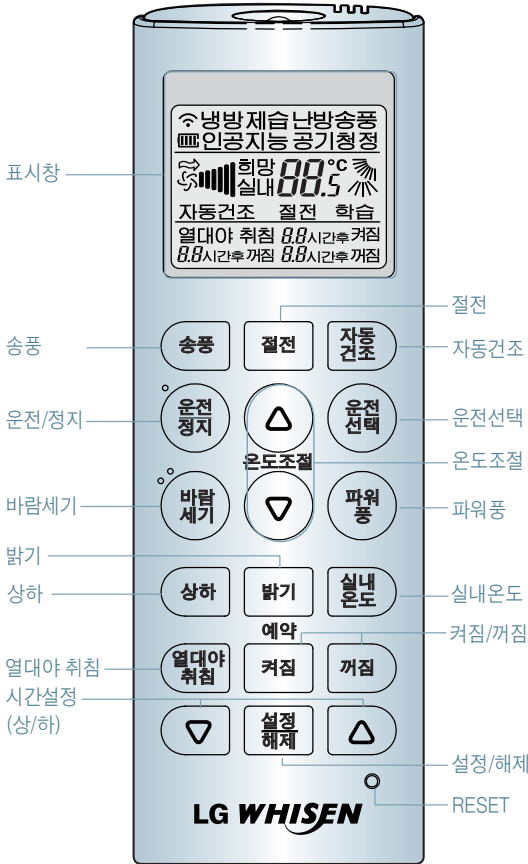 냉방 제습 난방송풍
인공지능 공기청정
희망 88.5 °C
실내
자동건조 절전 학습
열대야 취침 8.8시간후켜짐
8.8시간후꺼짐 8.8시간후꺼짐
표시창
절전
송풍
송풍
절전
자동
건조
자동건조
운전/정지
운전
정지
운전
선택
운전선택
온도조절
온도조절
바람세기
바람
세기
파워
풍
파워풍
밝기
상하
상하
밝기
실내
온도
실내온도
예약
켜짐/꺼짐
열대야 취침
열대야
취침
켜짐
꺼짐
시간설정
(상/하)
설정
해제
설정/해제
RESET
LG WHISEN